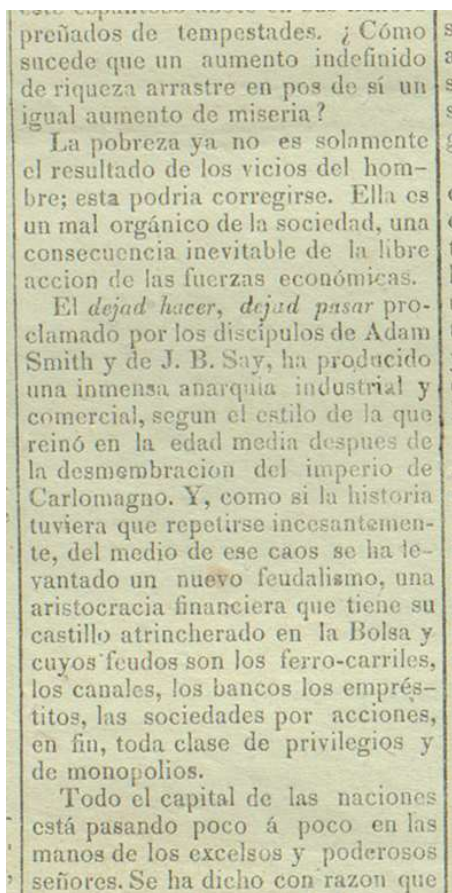 preñados de tempestades. ¿Cómo
sucede que un aumento indefinido
de riqueza arrastre en pos de sí un
igual aumento de miseria?
La pobreza ya no es solamente
el resultado de los vicios del hom-
bre; esta podria corregirse. Ella es
un mal orgánico de la sociedad, una
consecuencia inevitable de la libre
accion de las fuerzas económicas.
El dejad hacer, dejad pasar pro-
clamado por los discípulos de Adam
Smith y de J. B. Say, ha producido
una inmensa anarquia industrial y
comercial, segun el estilo de la que
reinó en la edad media despues de
la desmembracion del imperio de
Carlomagno. Y, como si la historia
tuviera que repetirse incesantemen-
te, del medio de ese caos se ha le-
vantado un nuevo feudalismo, una
aristocracia financiera que tiene su
castillo atrincherado en la Bolsa y
cuyos feudos son los ferro-carriles,
los canales, los bancos los emprés-
titos, las sociedades por acciones,
en fin, toda clase de privilegios y
de monopolios.
Todo el capital de las naciones
está pasando poco á poco en las
manos de los excelsos y poderosos
señores. Se ha dicho con razon que